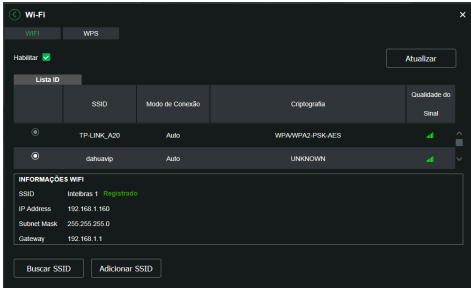 Wi-Fi
WIFI WPS
Habilitar
Atualizar
Lista ID
SSID Modo de Conexão Criptografia Qualidade do Sinal
TP-LINK_A20 Auto WPA/WPA2-PSK-AES
dahuavip Auto UNKNOWN
INFORMAÇÕES WIFI
SSID Intelbras 1 Registrado
IP Address 192.168.1.160
Subnet Mask 255.255.255.0
Gateway 192.168.1.1
Buscar SSID Adicionar SSID